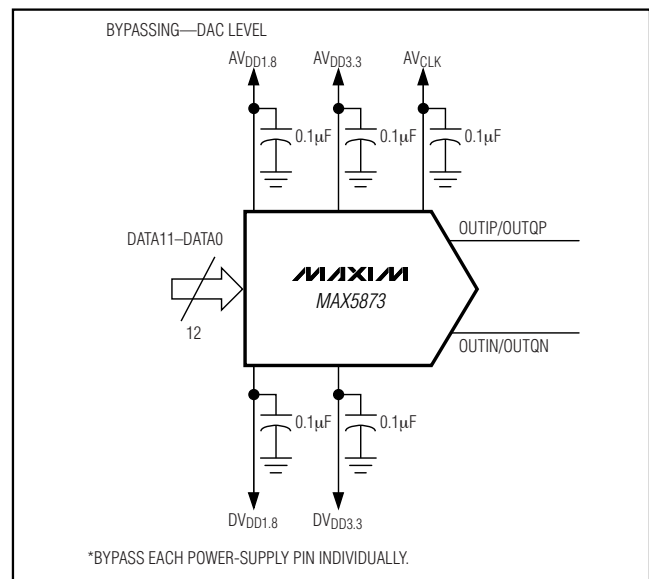 BYPASSING—DAC LEVEL
AVDD1.8 AVDD3.3 AVCLK
0.1µF 0.1µF 0.1µF
DATA11–DATA0
12
MAXIM
MAX5873
OUTIP/OUTQP
OUTIN/OUTQN
0.1µF 0.1µF
DVDD1.8 DVDD3.3
*BYPASS EACH POWER-SUPPLY PIN INDIVIDUALLY.